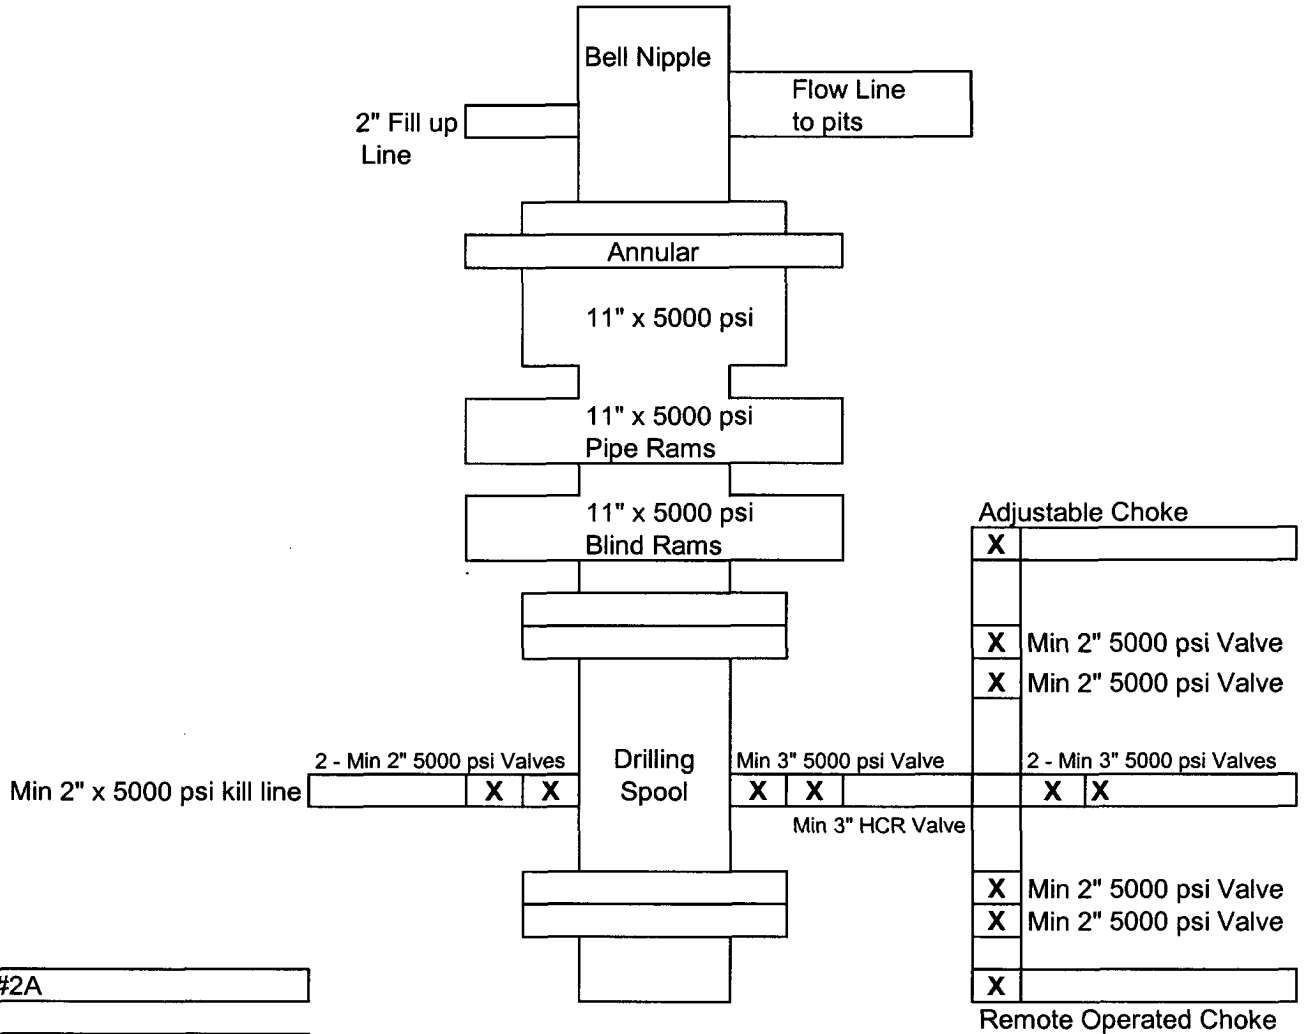 Bell Nipple
Flow Line
to pits
2" Fill up
Line
Annular
11" x 5000 psi
11" x 5000 psi
Pipe Rams
11" x 5000 psi
Blind Rams
Adjustable Choke
X
X Min 2" 5000 psi Valve
X Min 2" 5000 psi Valve
2 - Min 2" 5000 psi Valves
Drilling
Spool
Min 3" 5000 psi Valve
2 - Min 3" 5000 psi Valves
Min 2" x 5000 psi kill line
X X
X X
X X
Min 3" HCR Valve
X Min 2" 5000 psi Valve
X Min 2" 5000 psi Valve
#2A
X
Remote Operated Choke